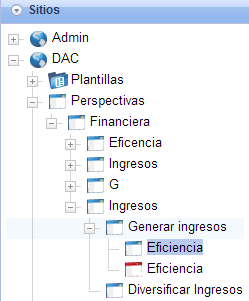 Sitios
Admin
DAC
Plantillas
Perspectivas
Financiera
Eficencia
Ingresos
G
Ingresos
Generar ingresos
Eficiencia
Eficiencia
Diversificar Ingresos